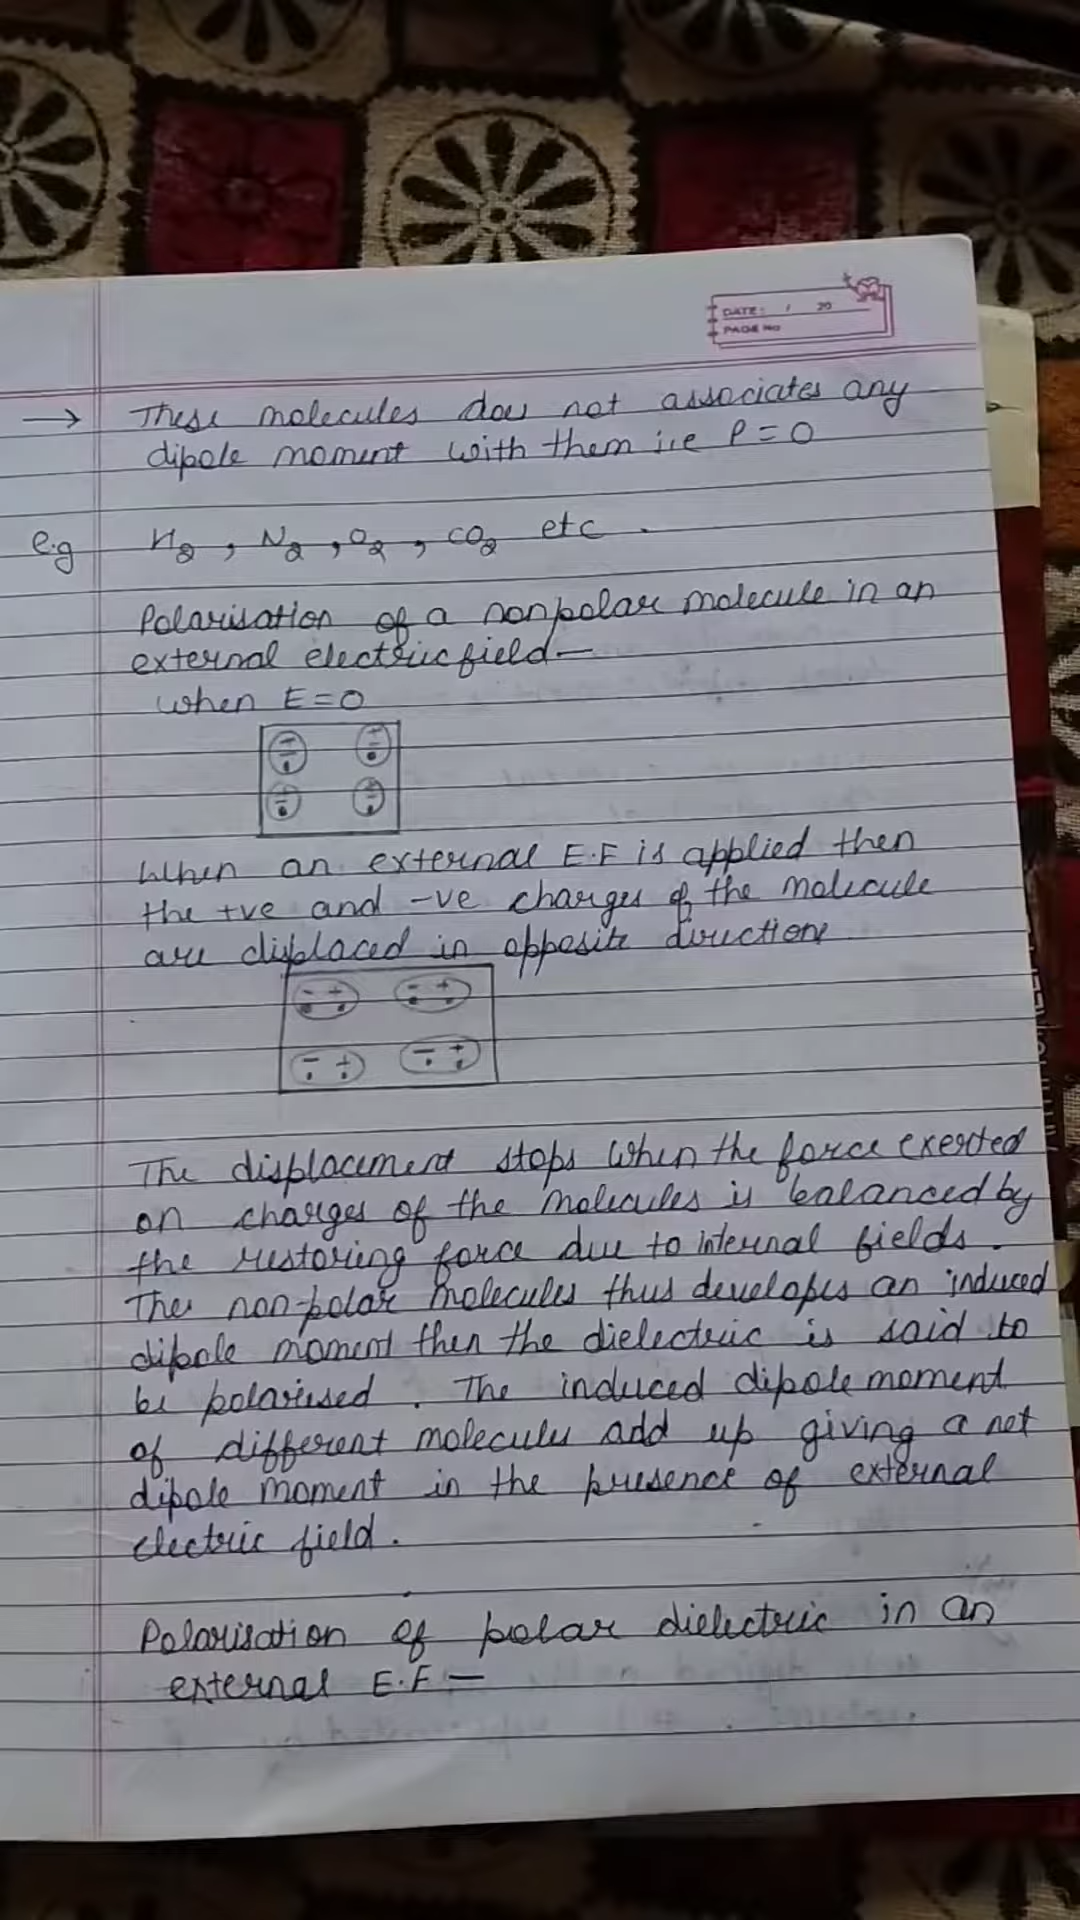 DATE: / 20
PAGE NO
→ These molecules does not associates any
dipole moment with them i.e P = 0
e.g H2, N2, O2, CO2 etc.
Polarisation of a nonpolar molecule in an
external electric field—
when E = 0
+ - + -
+ - + -
When an external E.F is applied then
the +ve and -ve charges of the molecule
are displaced in opposite directions
- + - +
- + - +
The displacement stops when the force exerted
on charges of the molecules is balanced by
the restoring force due to internal fields.
The non-polar molecules thus developes an induced
dipole moment then the dielectric is said to
be polarised. The induced dipole moment
of different molecules add up giving a net
dipole moment in the presence of external
electric field.
Polarisation of polar dielectric in an
external E.F —